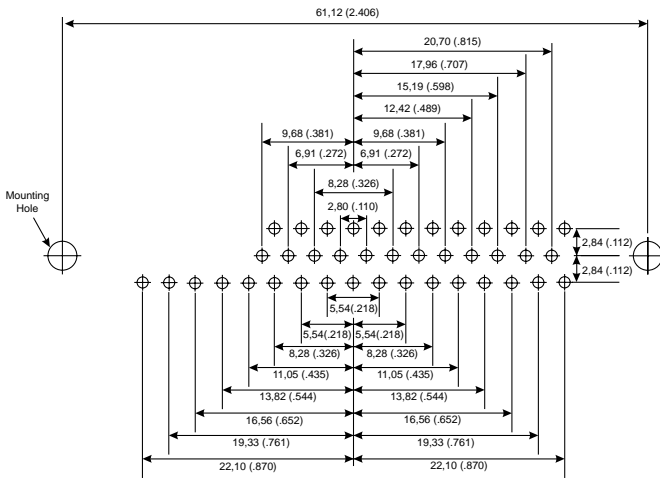 61,12 (2.406)
20,70 (.815)
17,96 (.707)
15,19 (.598)
12,42 (.489)
9,68 (.381) 9,68 (.381)
6,91 (.272) 6,91 (.272)
8,28 (.326)
Mounting
Hole
2,80 (.110)
2,84 (.112)
2,84 (.112)
5,54(.218)
5,54(.218) 5,54(.218)
8,28 (.326) 8,28 (.326)
11,05 (.435) 11,05 (.435)
13,82 (.544) 13,82 (.544)
16,56 (.652) 16,56 (.652)
19,33 (.761) 19,33 (.761)
22,10 (.870) 22,10 (.870)